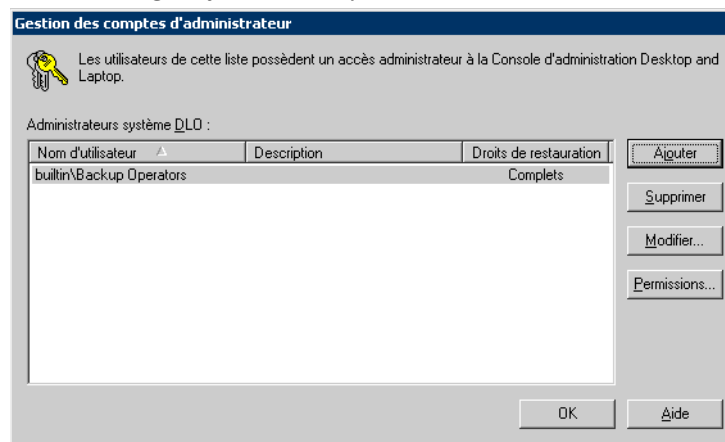 Gestion des comptes d'administrateur
Les utilisateurs de cette liste possèdent un accès administrateur à la Console d'administration Desktop and
Laptop.
Administrateurs système DLO :
Nom d'utilisateur Description Droits de restauration
builtin\Backup Operators Complets
Ajouter
Supprimer
Modifier...
Permissions...
OK Aide